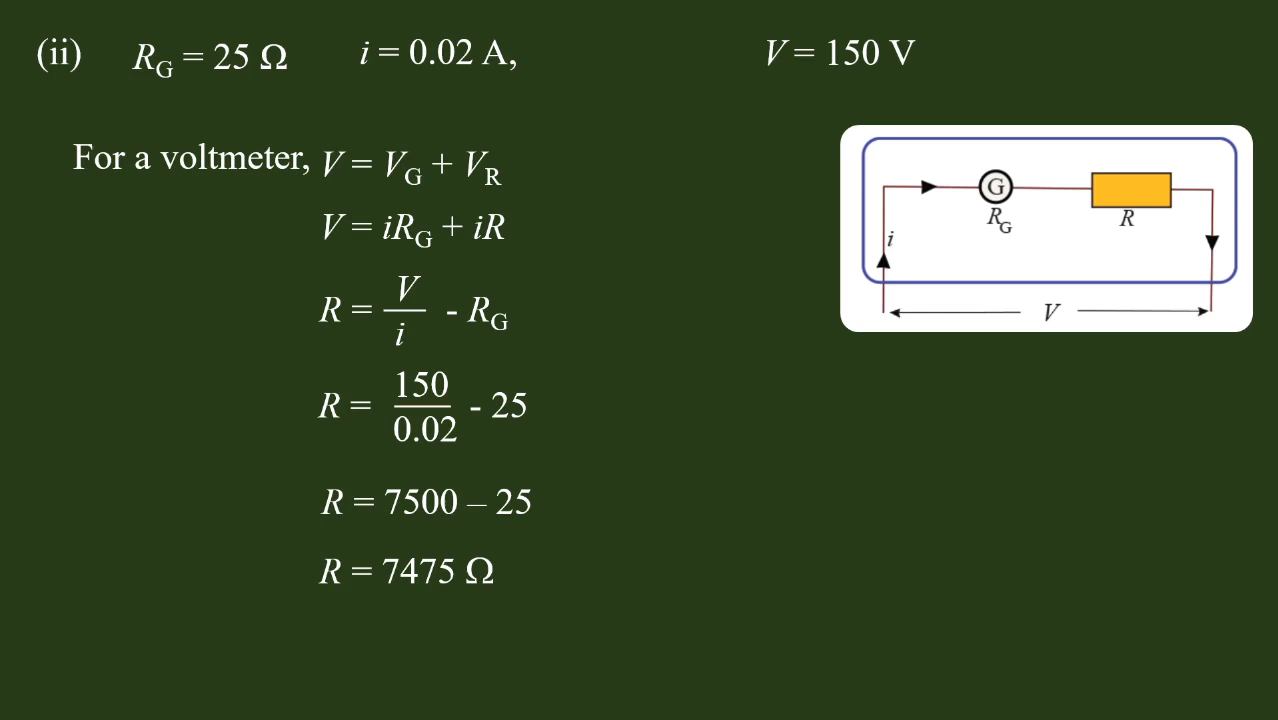 (ii) R_G = 25 Ω i = 0.02 A, V = 150 V
For a voltmeter, V = V_G + V_R
V = iR_G + iR
R = V/i - R_G
R = 150/0.02 - 25
R = 7500 – 25
R = 7475 Ω
G
R_G
R
i
V